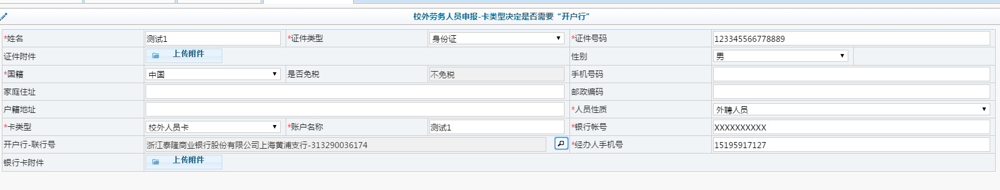 校外劳务人员申报-卡类型决定是否需要“开户行”
*姓名 测试1 *证件类型 身份证 *证件号码 123345566778889
证件附件 上传附件 性别 男
*国籍 中国 是否免税 不免税 手机号码
家庭住址 邮政编码
户籍地址 *人员性质 外聘人员
*卡类型 校外人员卡 *账户名称 测试1 *银行帐号 XXXXXXXXXX
开户行-联行号 浙江泰隆商业银行股份有限公司上海黄浦支行-313290036174 *经办人手机号 15195917127
银行卡附件 上传附件